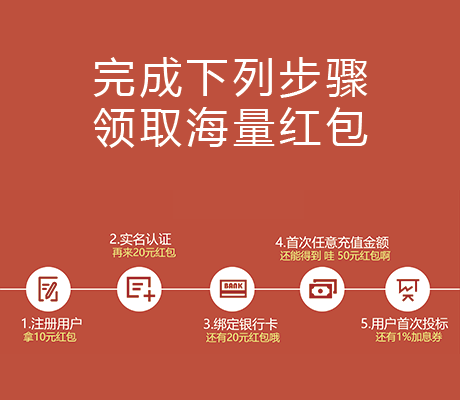 完成下列步骤
领取海量红包
1.注册用户
拿10元红包
2.实名认证
再来20元红包
BANK
3.绑定银行卡
还有20元红包哦
4.首次任意充值金额
还能得到 哇 50元红包啊
5.用户首次投标
还有1%加息券